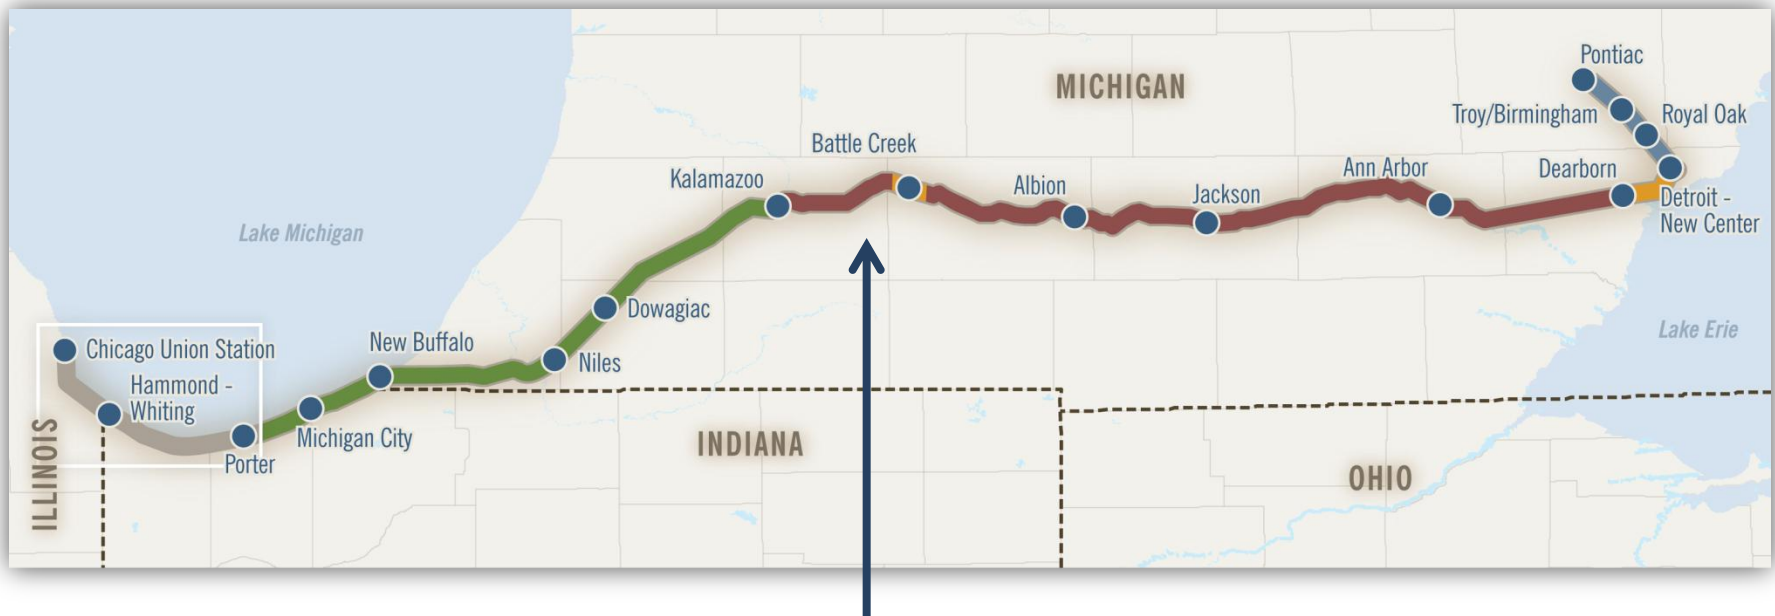 Pontiac
MICHIGAN
Troy/Birmingham
Royal Oak
Battle Creek
Ann Arbor
Dearborn
Kalamazoo
Albion
Jackson
Detroit -
New Center
Lake Michigan
Dowagiac
Lake Erie
New Buffalo
Chicago Union Station
Niles
Hammond -
Whiting
Michigan City
INDIANA
Porter
ILLINOIS
OHIO